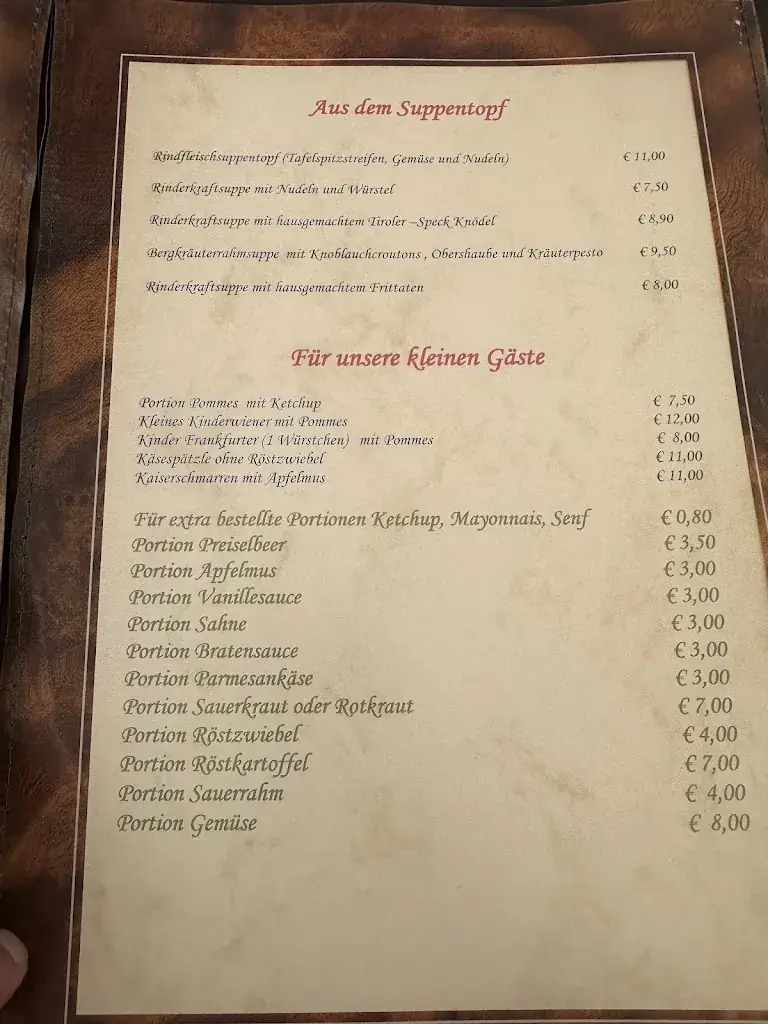 Aus dem Suppentopf
Rindfleischsuppentopf (Tafelspitzstreifen, Gemüse und Nudeln) € 11,00
Rinderkraftsuppe mit Nudeln und Würstel € 7,50
Rinderkraftsuppe mit hausgemachtem Tiroler –Speck Knödel € 8,90
Bergkräuterrahmsuppe mit Knoblauchcroutons , Obershaube und Kräuterpesto € 9,50
Rinderkraftsuppe mit hausgemachtem Frittaten € 8,00
Für unsere kleinen Gäste
Portion Pommes mit Ketchup € 7,50
Kleines Kinderwiener mit Pommes € 12,00
Kinder Frankfurter (1 Würstchen) mit Pommes € 8,00
Käsespätzle ohne Röstzwiebel € 11,00
Kaiserschmarren mit Apfelmus € 11,00
Für extra bestellte Portionen Ketchup, Mayonnais, Senf € 0,80
Portion Preiselbeer € 3,50
Portion Apfelmus € 3,00
Portion Vanillesauce € 3,00
Portion Sahne € 3,00
Portion Bratensauce € 3,00
Portion Parmesankäse € 3,00
Portion Sauerkraut oder Rotkraut € 7,00
Portion Röstzwiebel € 4,00
Portion Röstkartoffel € 7,00
Portion Sauerrahm € 4,00
Portion Gemüse € 8,00